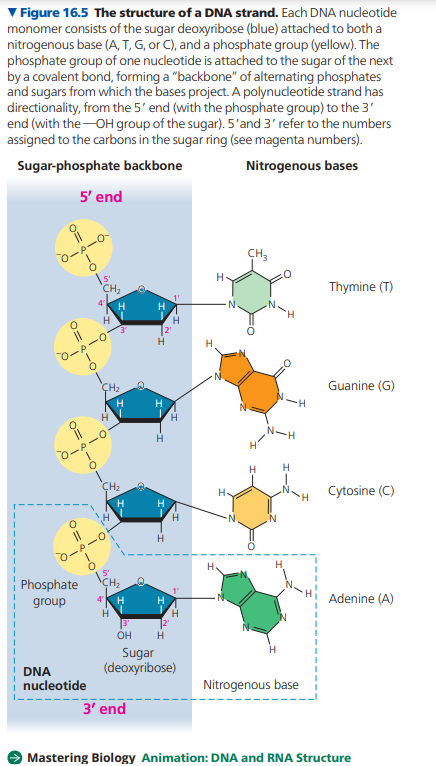 ▼ Figure 16.5 The structure of a DNA strand. Each DNA nucleotide
monomer consists of the sugar deoxyribose (blue) attached to both a
nitrogenous base (A, T, G, or C), and a phosphate group (yellow). The
phosphate group of one nucleotide is attached to the sugar of the next
by a covalent bond, forming a “backbone” of alternating phosphates
and sugars from which the bases project. A polynucleotide strand has
directionality, from the 5′ end (with the phosphate group) to the 3′
end (with the —OH group of the sugar). 5′and 3′ refer to the numbers
assigned to the carbons in the sugar ring (see magenta numbers).
Sugar-phosphate backbone
Nitrogenous bases
5′ end
O
O⁻
P
⁻O
O
5′
CH₂
O
4′
H
H
1′
H
H
3′
2′
H
CH₃
H
O
N
N
H
O
Thymine (T)
O
O
P
⁻O
O
CH₂
O
H
H
H
H
H
H
N
O
N
N
H
N
N
H
H
Guanine (G)
O
O
P
⁻O
O
CH₂
O
H
H
H
H
H
H
H
H
N
H
N
N
O
Cytosine (C)
O
O
P
⁻O
O
5′
CH₂
O
4′
H
H
1′
H
H
3′
2′
OH
H
H
N
H
N
H
N
N
N
H
Adenine (A)
Phosphate
group
Sugar
(deoxyribose)
DNA
nucleotide
Nitrogenous base
3′ end
Mastering Biology Animation: DNA and RNA Structure